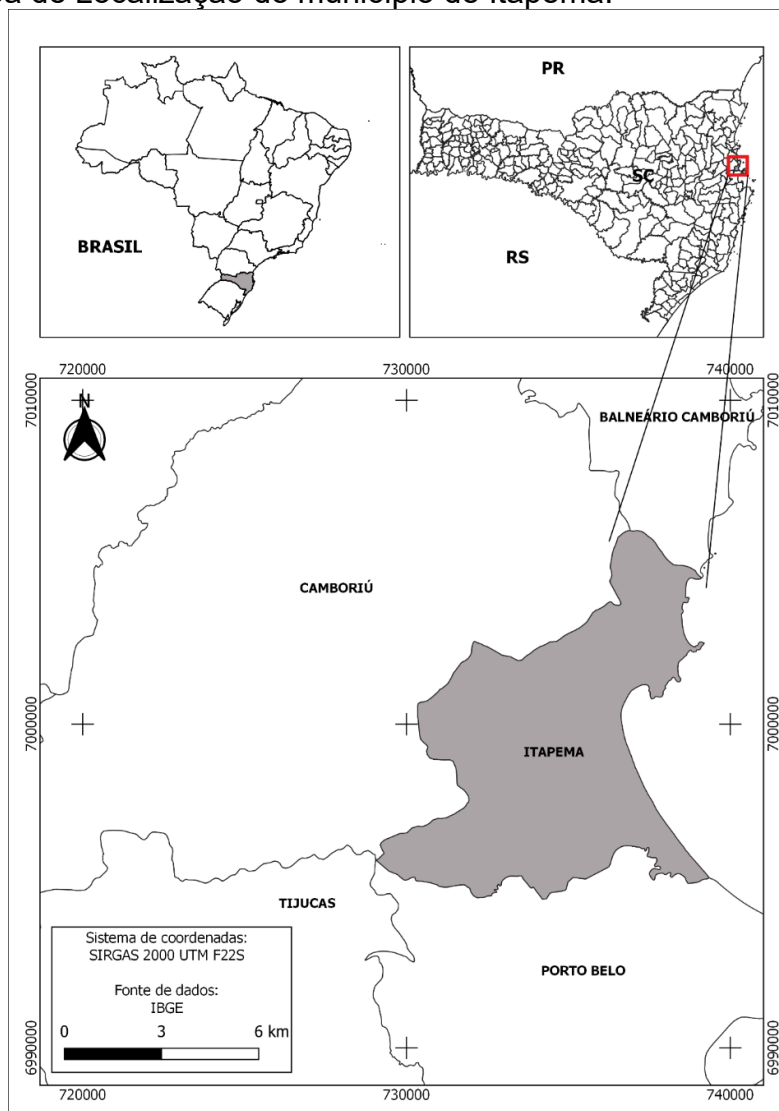 de Localização do município de Itapema.
BRASIL
PR
SC
RS
720000
730000
740000
7010000
7010000
N
BALNEÁRIO CAMBORIÚ
CAMBORIÚ
7000000
7000000
ITAPEMA
TIJUCAS
PORTO BELO
Sistema de coordenadas:
SIRGAS 2000 UTM F22S
Fonte de dados:
IBGE
0
3
6 km
6990000
6990000
720000
730000
740000